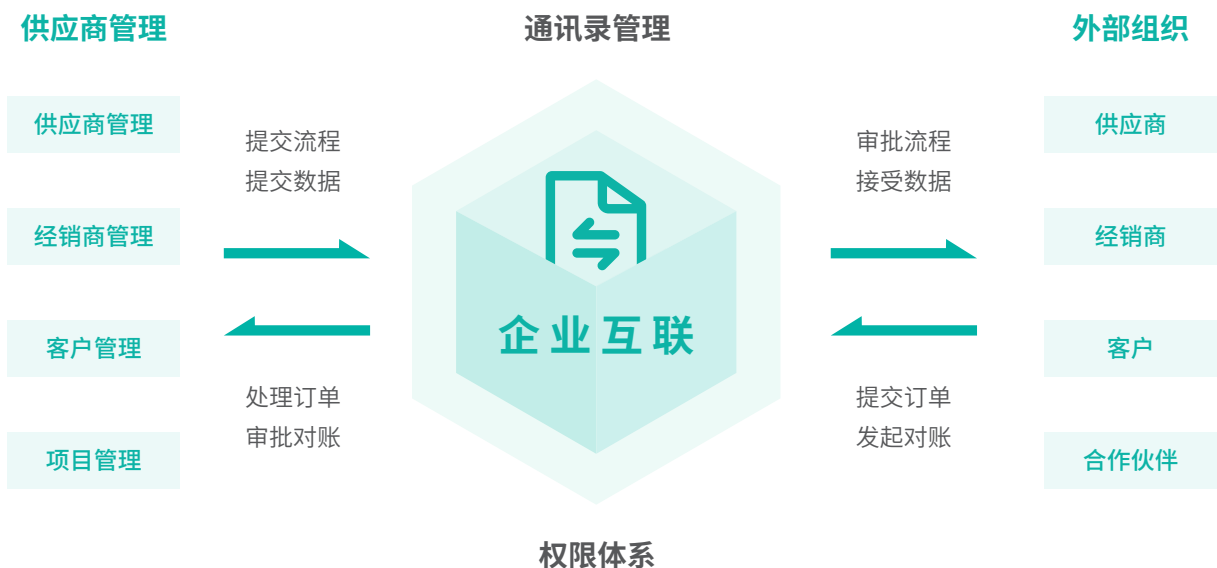 供应商管理
通讯录管理
外部组织
供应商管理
经销商管理
客户管理
项目管理
提交流程
提交数据
处理订单
审批对账
企业互联
审批流程
接受数据
提交订单
发起对账
供应商
经销商
客户
合作伙伴
权限体系